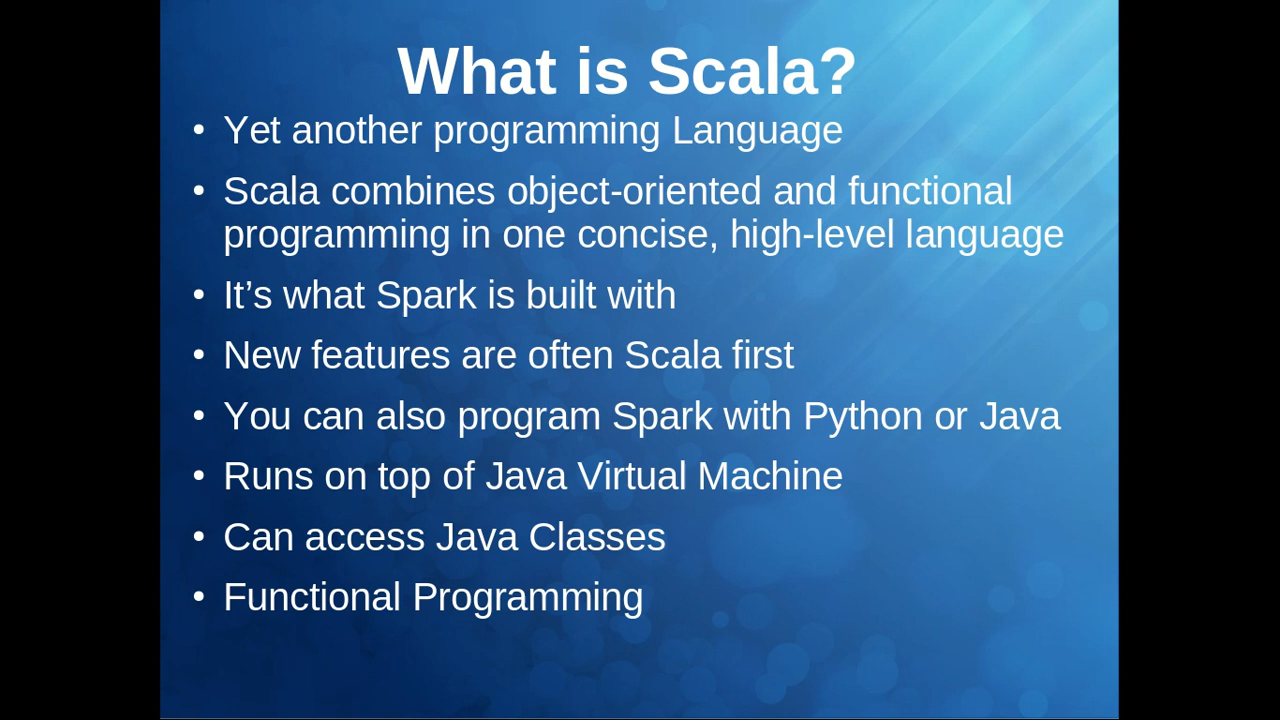 What is Scala?
• Yet another programming Language
• Scala combines object-oriented and functional
programming in one concise, high-level language
• It’s what Spark is built with
• New features are often Scala first
• You can also program Spark with Python or Java
• Runs on top of Java Virtual Machine
• Can access Java Classes
• Functional Programming